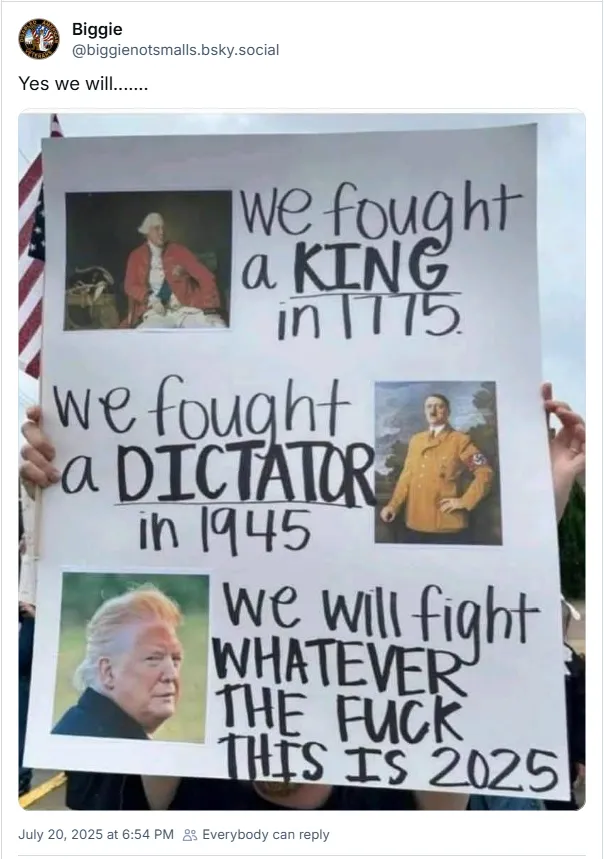 Biggie
@biggienotsmalls.bsky.social
Yes we will.......
We fought
a KING
in 1775.
We fought
a DICTATOR
in 1945
We will fight
WHATEVER
THE FUCK
THIS IS 2025
July 20, 2025 at 6:54 PM Everybody can reply